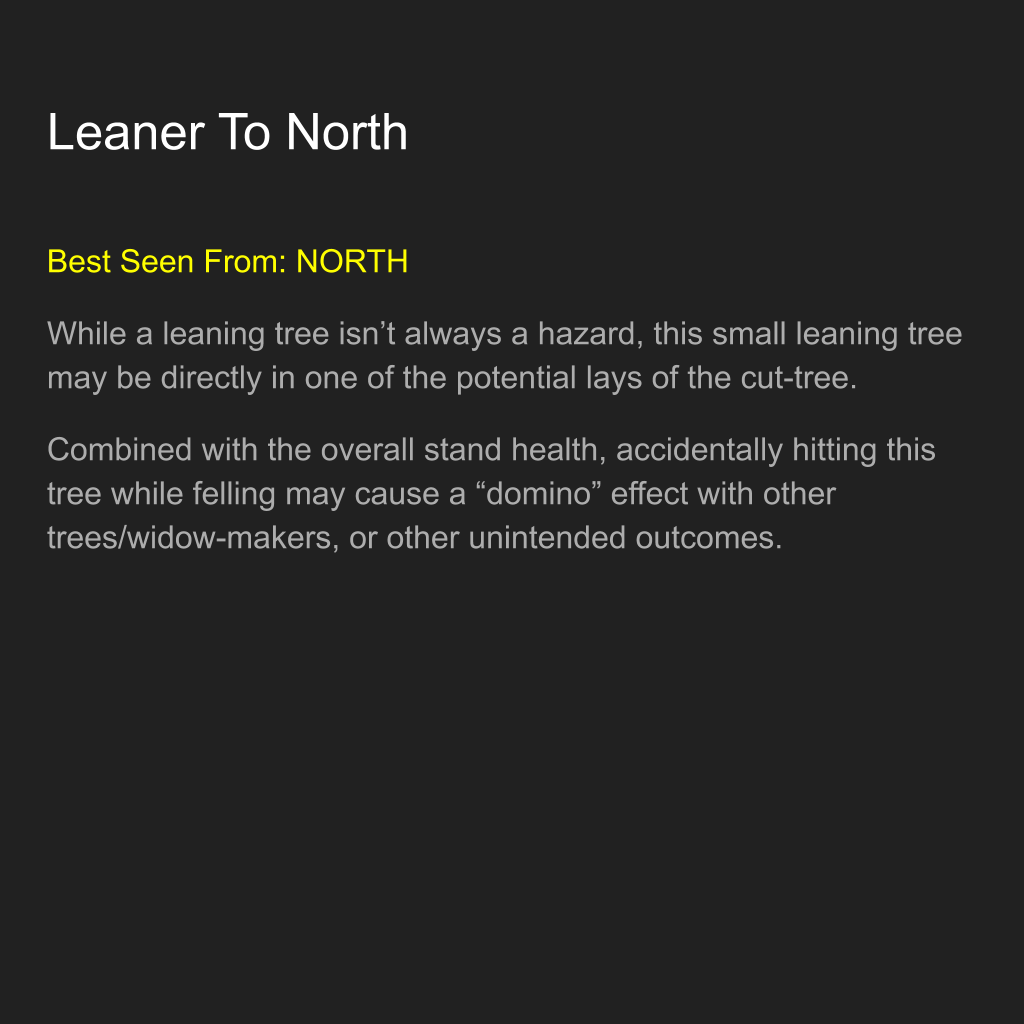 Leaner To North
Best Seen From: NORTH
While a leaning tree isn’t always a hazard, this small leaning tree
may be directly in one of the potential lays of the cut-tree.
Combined with the overall stand health, accidentally hitting this
tree while felling may cause a “domino” effect with other
trees/widow-makers, or other unintended outcomes.